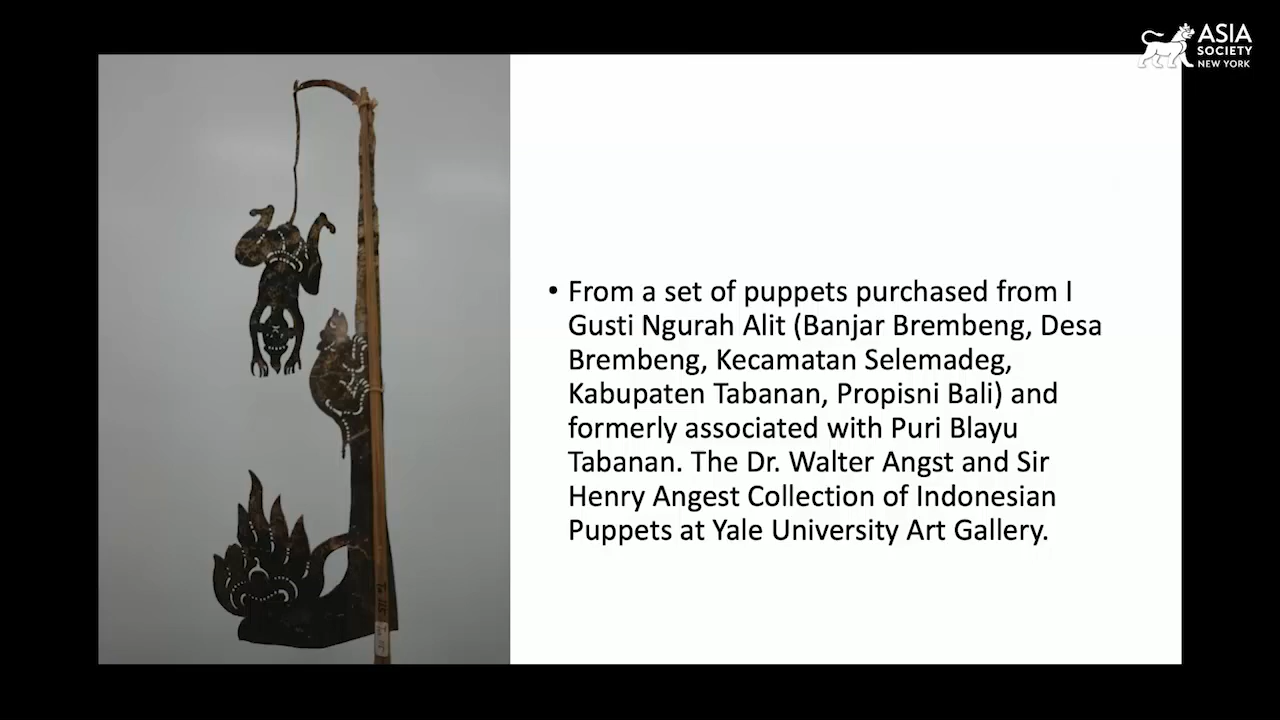 ASIA
SOCIETY
NEW YORK
• From a set of puppets purchased from I
Gusti Ngurah Alit (Banjar Brembeng, Desa
Brembeng, Kecamatan Selemadeg,
Kabupaten Tabanan, Propisni Bali) and
formerly associated with Puri Blayu
Tabanan. The Dr. Walter Angst and Sir
Henry Angest Collection of Indonesian
Puppets at Yale University Art Gallery.